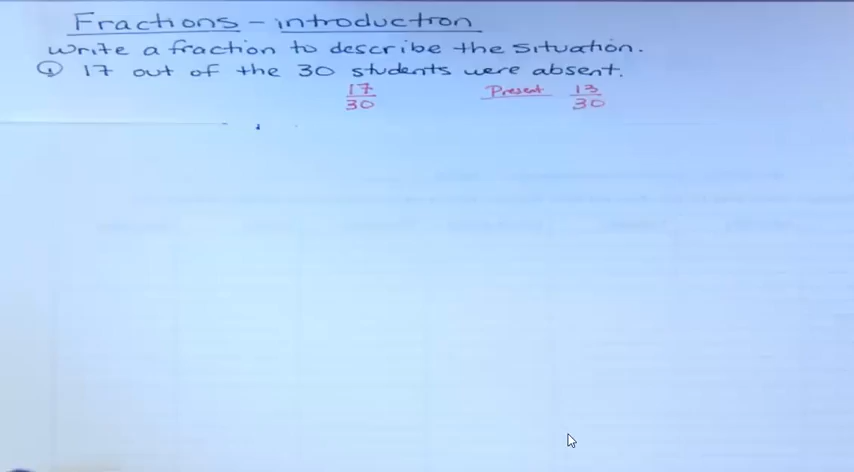 Fractions - introduction
Write a fraction to describe the situation.
① 17 out of the 30 students were absent.
17/30 Present 13/30